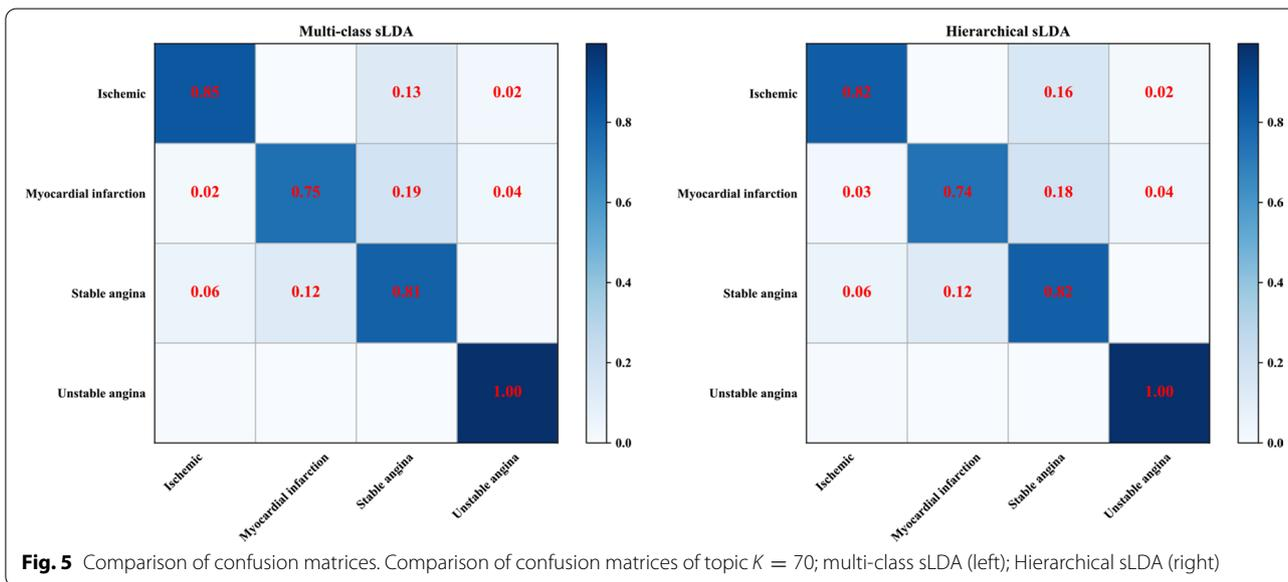 Multi-class sLDA
Ischemic
Myocardial infarction
Stable angina
Unstable angina
0.85
0.13
0.02
0.02
0.75
0.19
0.04
0.06
0.12
0.81
1.00
0.8
0.6
0.4
0.2
0.0
Ischemic
Myocardial infarction
Stable angina
Unstable angina
Hierarchical sLDA
Ischemic
Myocardial infarction
Stable angina
Unstable angina
0.82
0.16
0.02
0.03
0.74
0.18
0.04
0.06
0.12
0.82
1.00
0.8
0.6
0.4
0.2
0.0
Ischemic
Myocardial infarction
Stable angina
Unstable angina
Fig. 5 Comparison of confusion matrices. Comparison of confusion matrices of topic K = 70; multi-class sLDA (left); Hierarchical sLDA (right)